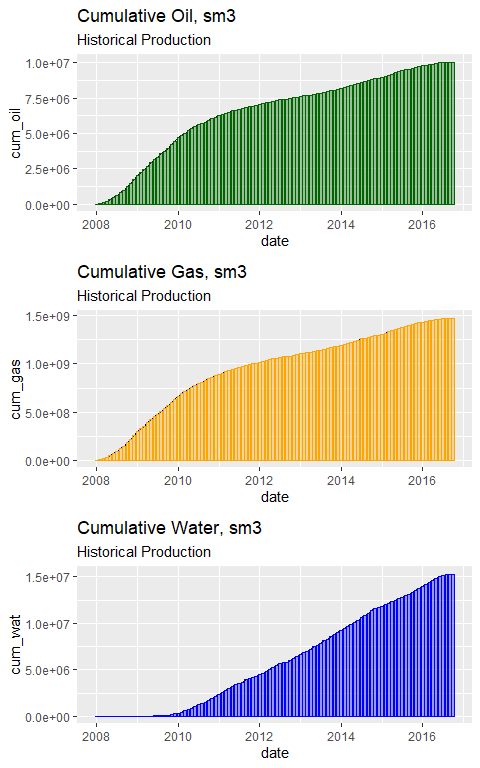 Cumulative Oil, sm3
Historical Production
1.0e+07
7.5e+06
5.0e+06
2.5e+06
0.0e+00
cum_oil
2008 2010 2012 2014 2016
date
Cumulative Gas, sm3
Historical Production
1.5e+09
1.0e+09
5.0e+08
0.0e+00
cum_gas
2008 2010 2012 2014 2016
date
Cumulative Water, sm3
Historical Production
1.5e+07
1.0e+07
5.0e+06
0.0e+00
cum_wat
2008 2010 2012 2014 2016
date